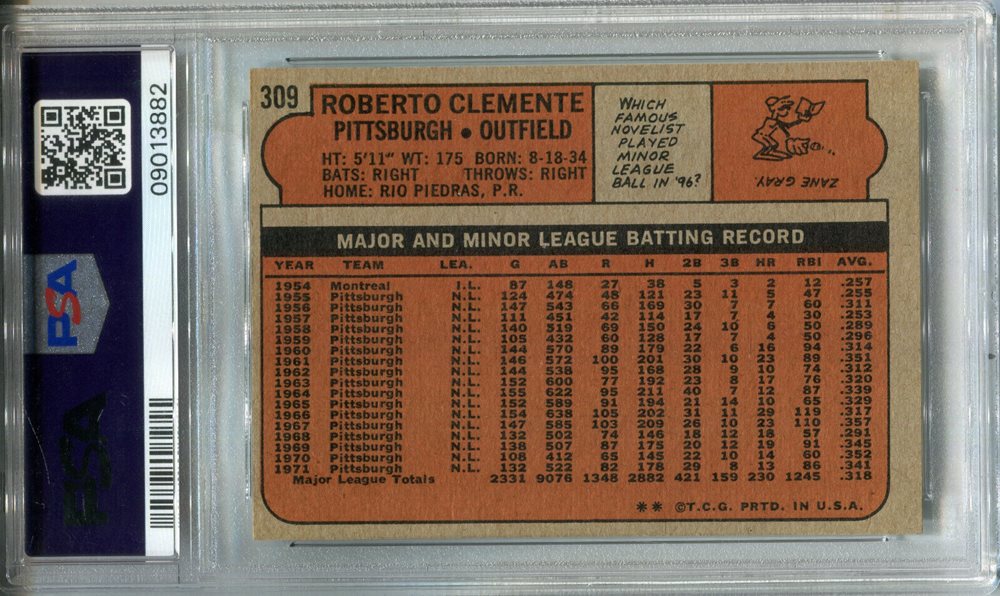 09013882
PSA
PSA
309
ROBERTO CLEMENTE
PITTSBURGH • OUTFIELD
HT: 5'11" WT: 175 BORN: 8-18-34
BATS: RIGHT THROWS: RIGHT
HOME: RIO PIEDRAS, P.R.
WHICH
FAMOUS
NOVELIST
PLAYED
MINOR
LEAGUE
BALL IN '96?
ZANE GRAY.
MAJOR AND MINOR LEAGUE BATTING RECORD
YEAR TEAM LEA. G AB R H 2B 3B HR RBI AVG.
1954 Montreal I.L. 87 148 27 38 5 3 2 12 .257
1955 Pittsburgh N.L. 124 474 48 121 23 11 5 47 .255
1956 Pittsburgh N.L. 147 543 66 169 30 7 7 60 .311
1957 Pittsburgh N.L. 111 451 42 114 17 7 4 30 .253
1958 Pittsburgh N.L. 140 519 69 150 24 10 6 50 .289
1959 Pittsburgh N.L. 105 432 60 128 17 7 4 50 .296
1960 Pittsburgh N.L. 144 570 89 179 22 6 16 94 .314
1961 Pittsburgh N.L. 146 572 100 201 30 10 23 89 .351
1962 Pittsburgh N.L. 144 538 95 168 28 9 10 74 .312
1963 Pittsburgh N.L. 152 600 77 192 23 8 17 76 .320
1964 Pittsburgh N.L. 155 622 95 211 40 7 12 87 .339
1965 Pittsburgh N.L. 152 589 91 194 21 14 10 65 .329
1966 Pittsburgh N.L. 154 638 105 202 31 11 29 119 .317
1967 Pittsburgh N.L. 147 585 103 209 26 10 23 110 .357
1968 Pittsburgh N.L. 132 502 74 146 18 12 18 57 .291
1969 Pittsburgh N.L. 138 507 87 175 20 12 19 91 .345
1970 Pittsburgh N.L. 108 412 65 145 22 10 14 60 .352
1971 Pittsburgh N.L. 132 522 82 178 29 8 13 86 .341
Major League Totals 2331 9076 1348 2882 421 159 230 1245 .318
** ©T.C.G. PRTD. IN U.S.A.